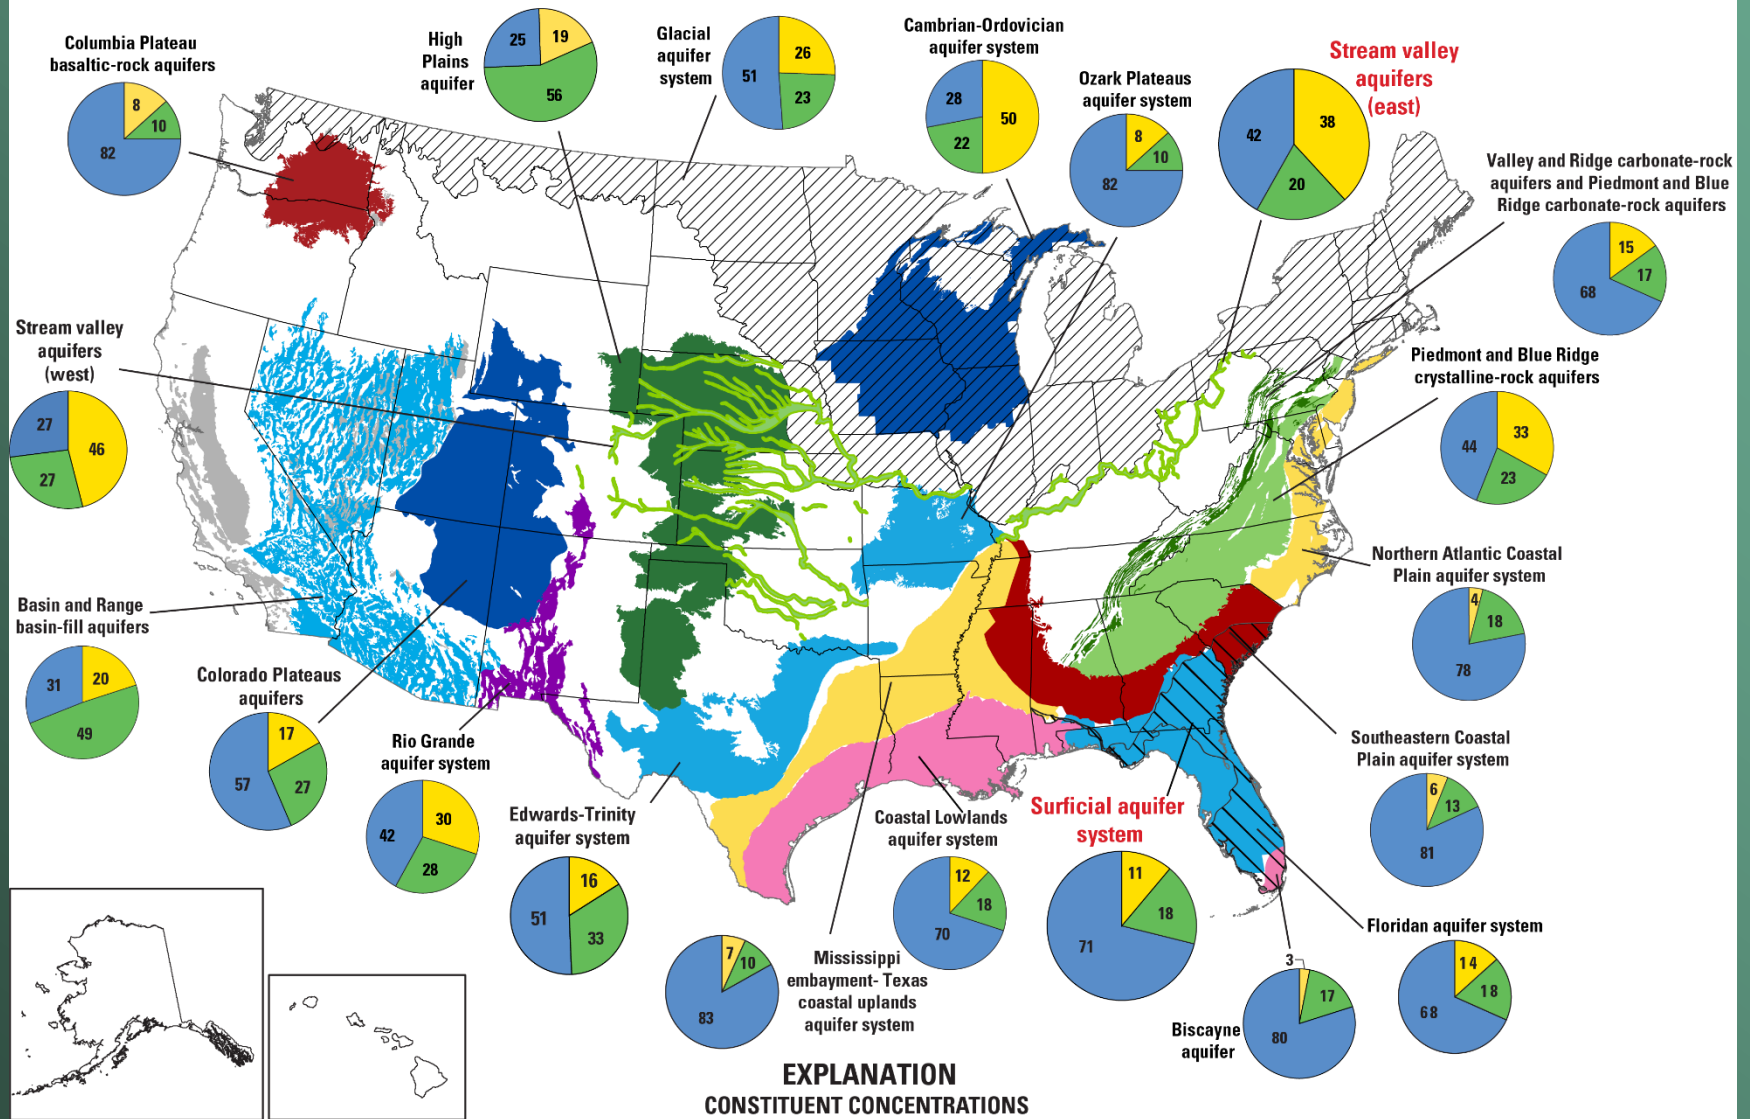 Columbia Plateau
basaltic-rock aquifers
8
10
82
High
Plains
aquifer
25
19
56
Glacial
aquifer
system
51
26
23
Cambrian-Ordovician
aquifer system
28
50
22
Ozark Plateaus
aquifer system
8
10
82
Stream valley
aquifers
(east)
42
38
20
Valley and Ridge carbonate-rock
aquifers and Piedmont and Blue
Ridge carbonate-rock aquifers
15
17
68
Stream valley
aquifers
(west)
27
46
27
Piedmont and Blue Ridge
crystalline-rock aquifers
44
33
23
Northern Atlantic Coastal
Plain aquifer system
4
18
78
Basin and Range
basin-fill aquifers
31
20
49
Colorado Plateaus
aquifers
17
57
27
Rio Grande
aquifer system
30
42
28
Edwards-Trinity
aquifer system
16
51
33
7
10
83
Mississippi
embayment- Texas
coastal uplands
aquifer system
Coastal Lowlands
aquifer system
12
18
70
Surficial aquifer
system
11
18
71
Southeastern Coastal
Plain aquifer system
6
13
81
Floridan aquifer system
14
18
68
Biscayne
aquifer
3
17
80
EXPLANATION
CONSTITUENT CONCENTRATIONS